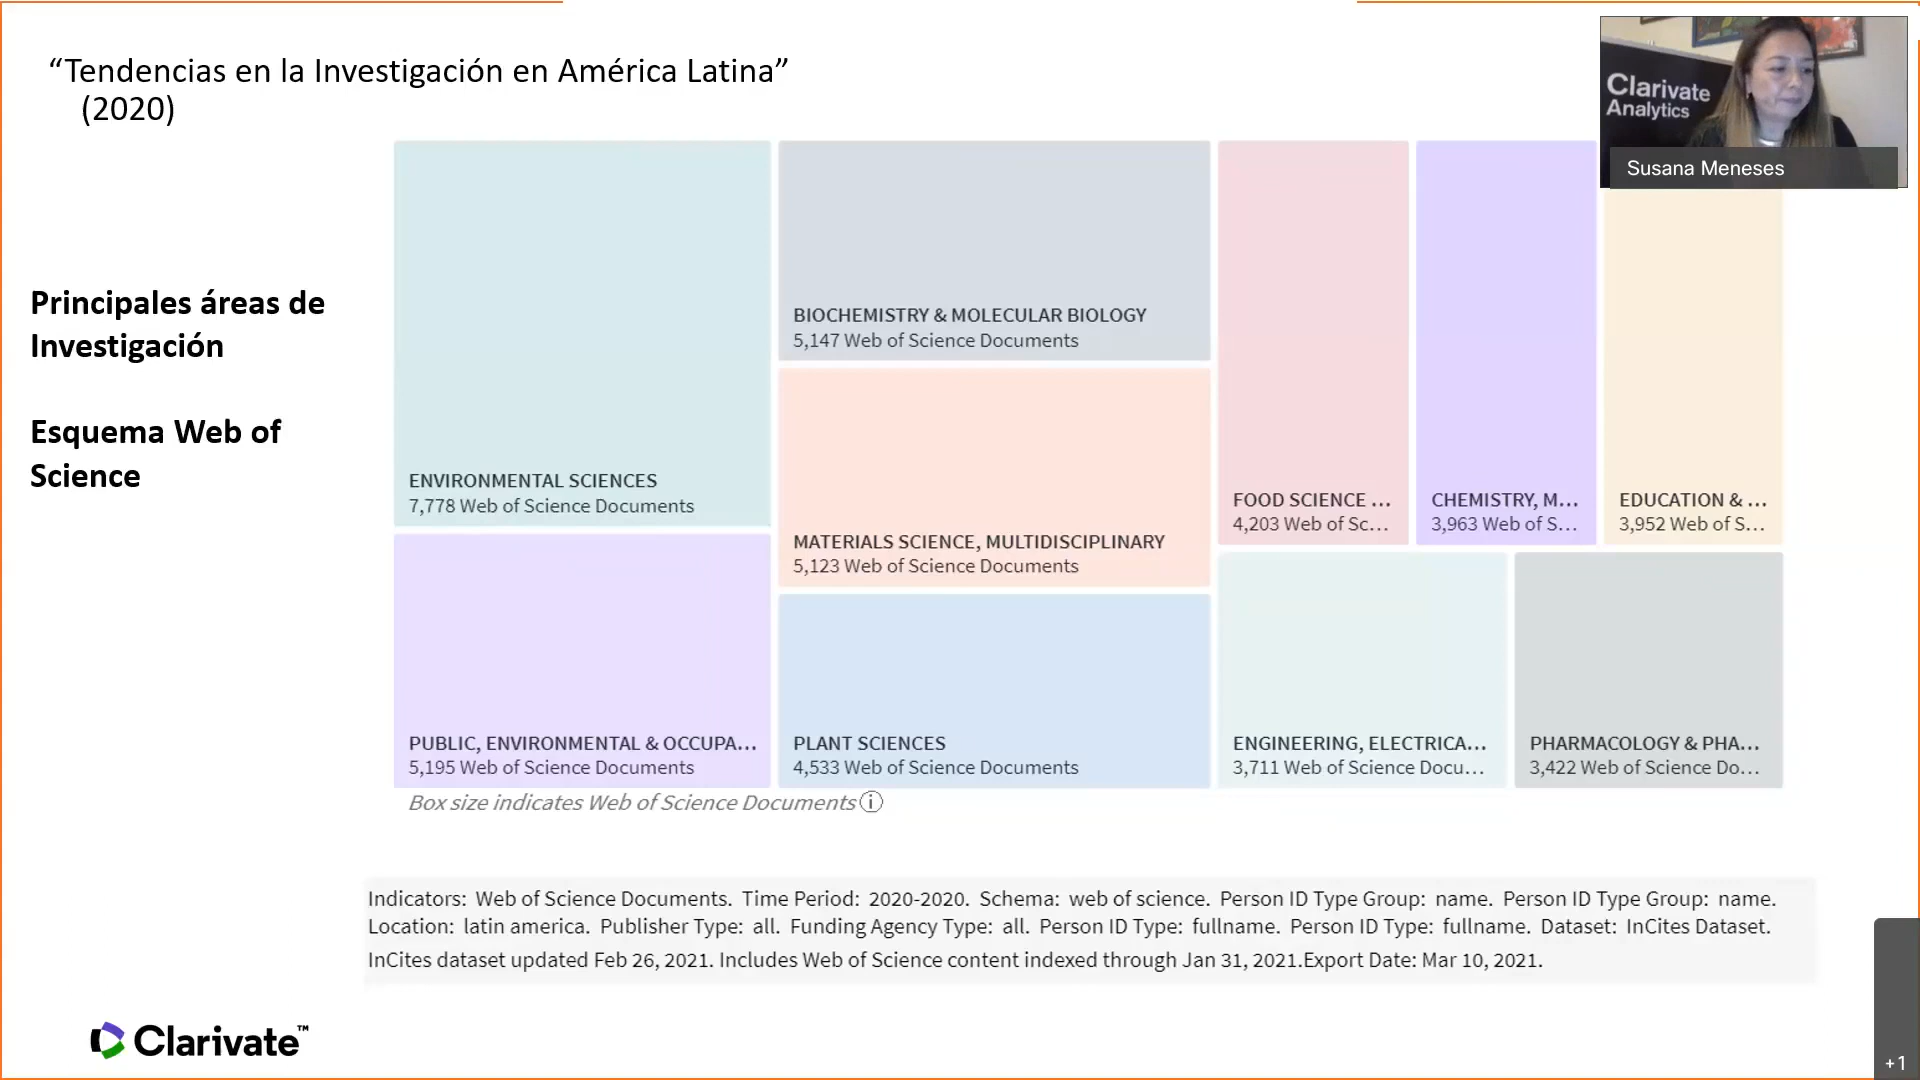 “Tendencias en la Investigación en América Latina”
(2020)
Clarivate
Analytics
Susana Meneses
Principales áreas de
Investigación
Esquema Web of
Science
ENVIRONMENTAL SCIENCES
7,778 Web of Science Documents
PUBLIC, ENVIRONMENTAL & OCCUPA...
5,195 Web of Science Documents
BIOCHEMISTRY & MOLECULAR BIOLOGY
5,147 Web of Science Documents
MATERIALS SCIENCE, MULTIDISCIPLINARY
5,123 Web of Science Documents
PLANT SCIENCES
4,533 Web of Science Documents
FOOD SCIENCE ...
4,203 Web of Sc...
CHEMISTRY, M...
3,963 Web of S...
EDUCATION & ...
3,952 Web of S...
ENGINEERING, ELECTRICA...
3,711 Web of Science Docu...
PHARMACOLOGY & PHA...
3,422 Web of Science Do...
Box size indicates Web of Science Documents ⓘ
Indicators: Web of Science Documents. Time Period: 2020-2020. Schema: web of science. Person ID Type Group: name. Person ID Type Group: name.
Location: latin america. Publisher Type: all. Funding Agency Type: all. Person ID Type: fullname. Person ID Type: fullname. Dataset: InCites Dataset.
InCites dataset updated Feb 26, 2021. Includes Web of Science content indexed through Jan 31, 2021.Export Date: Mar 10, 2021.
Clarivate™
+1